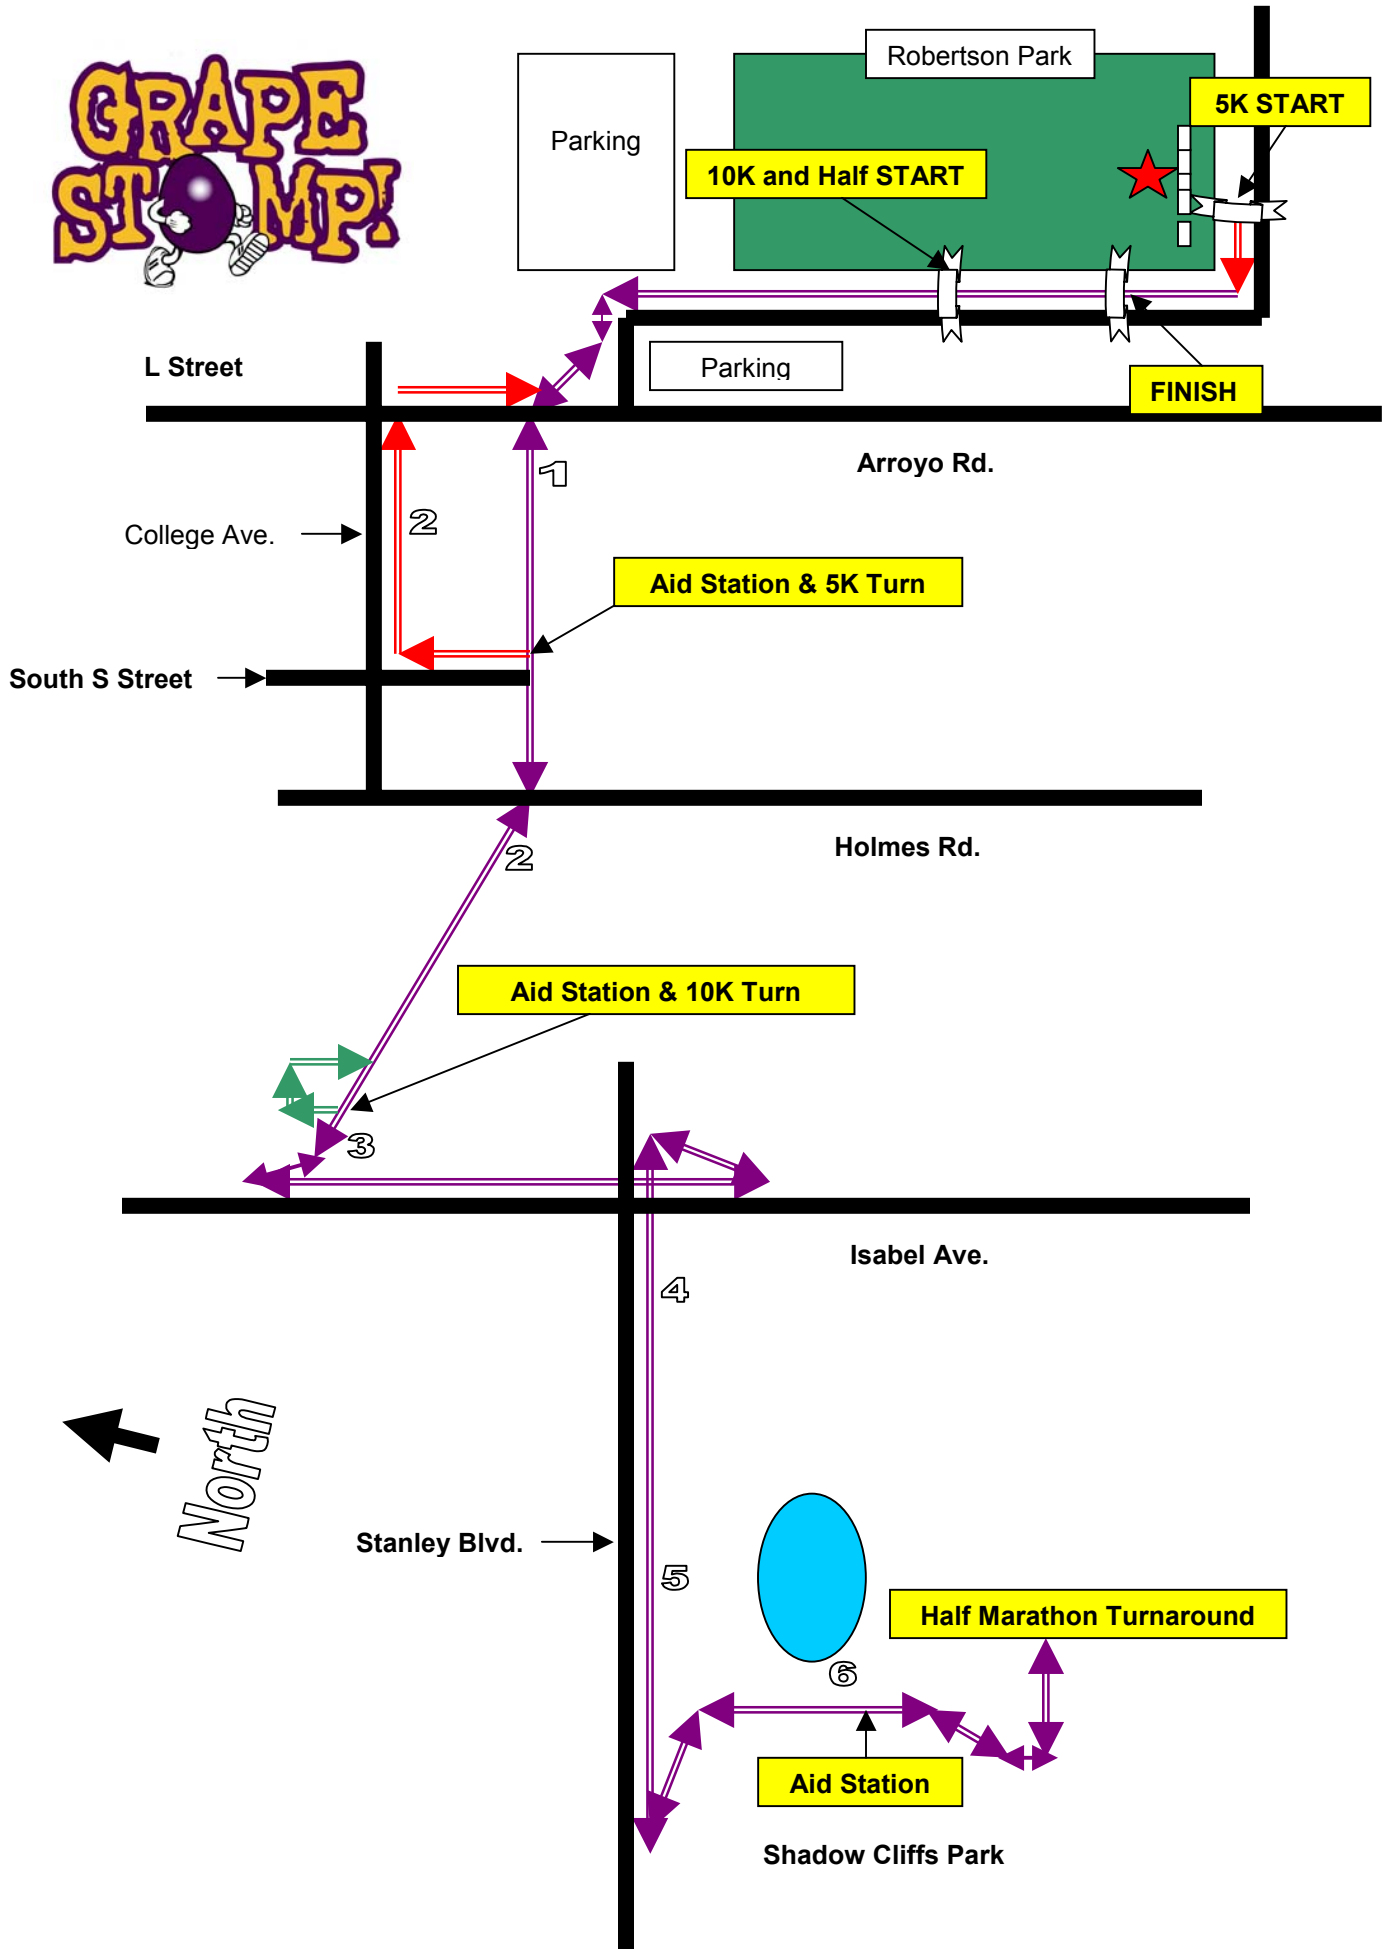 GRAPE
STOMP!
Robertson Park
5K START
Parking
10K and Half START
L Street
Parking
FINISH
Arroyo Rd.
1
2
College Ave.
Aid Station & 5K Turn
South S Street
Holmes Rd.
2
Aid Station & 10K Turn
3
Isabel Ave.
4
North
Stanley Blvd.
5
Half Marathon Turnaround
6
Aid Station
Shadow Cliffs Park